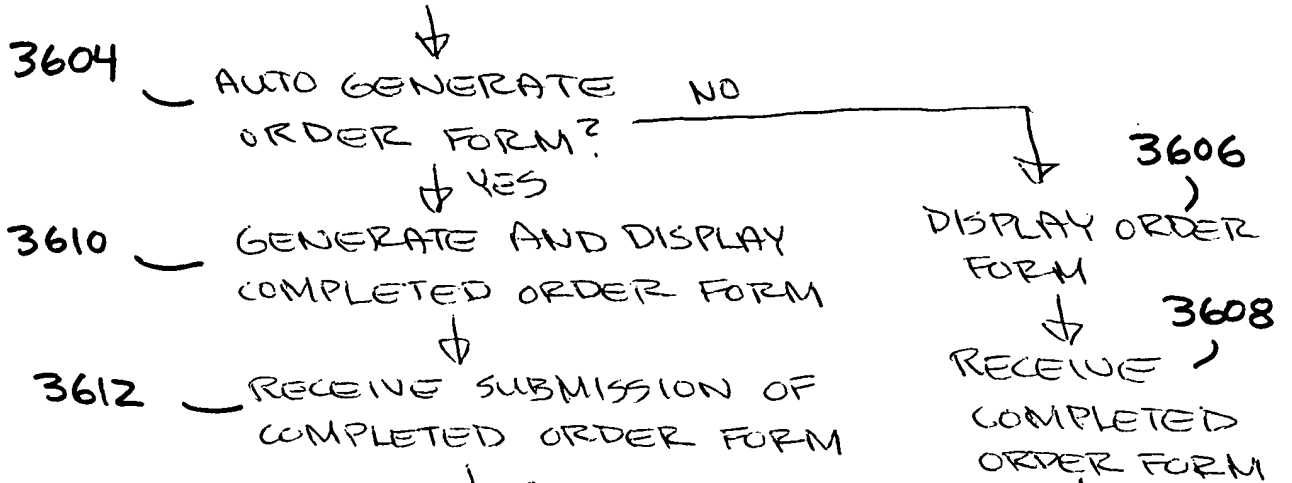 3604
AUTO GENERATE
ORDER FORM?
NO
YES
3610
GENERATE AND DISPLAY
COMPLETED ORDER FORM
3612
RECEIVE SUBMISSION OF
COMPLETED ORDER FORM
3606
DISPLAY ORDER
FORM
3608
RECEIVE
COMPLETED
ORDER FORM